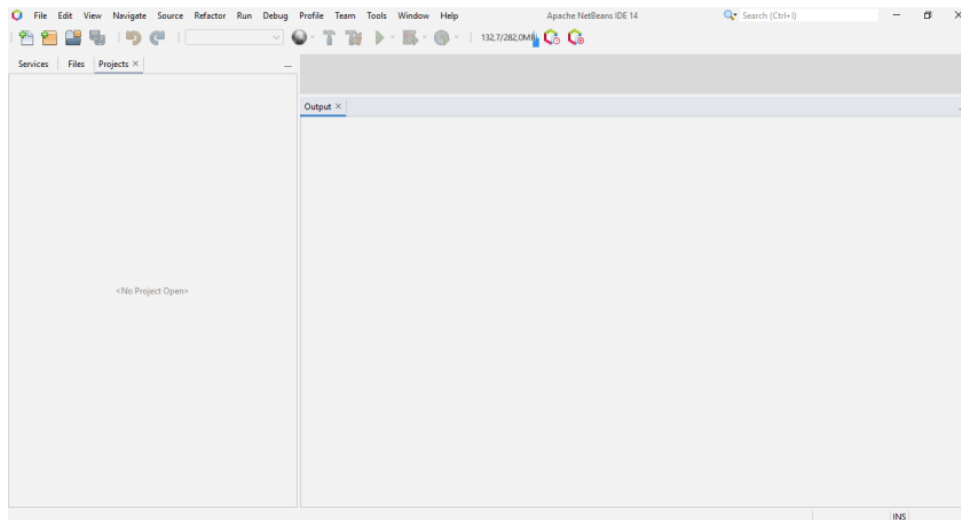 File Edit View Navigate Source Refactor Run Debug Profile Team Tools Window Help Apache NetBeans IDE 14 Search (Ctrl+I)
132,7/282,0MB
Services Files Projects
Output
<No Project Open>
INS